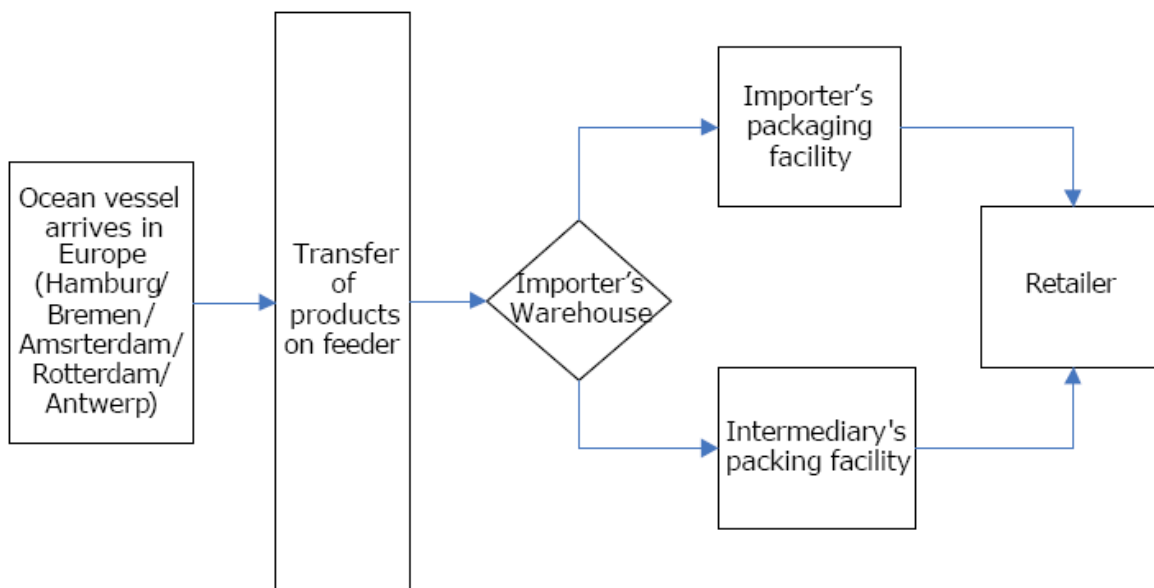 Ocean vessel
arrives in
Europe
(Hamburg/
Bremen/
Amsrterdam/
Rotterdam/
Antwerp)
Transfer
of
products
on feeder
Importer’s
Warehouse
Importer’s
packaging
facility
Intermediary's
packing facility
Retailer